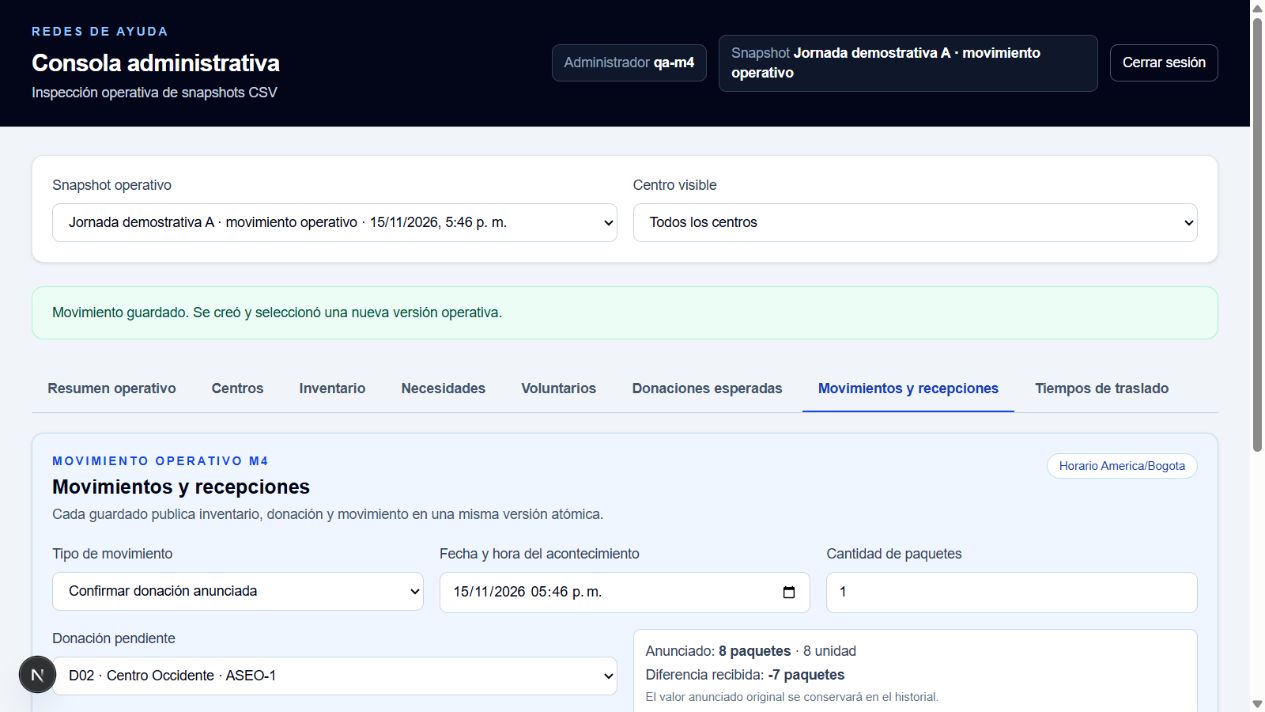 REDES DE AYUDA
Consola administrativa
Inspección operativa de snapshots CSV
Administrador qa-m4
Snapshot Jornada demostrativa A · movimiento
operativo
Cerrar sesión
Snapshot operativo
Centro visible
Jornada demostrativa A · movimiento operativo · 15/11/2026, 5:46 p. m.
Todos los centros
Movimiento guardado. Se creó y seleccionó una nueva versión operativa.
Resumen operativo
Centros
Inventario
Necesidades
Voluntarios
Donaciones esperadas
Movimientos y recepciones
Tiempos de traslado
MOVIMIENTO OPERATIVO M4
Horario America/Bogota
Movimientos y recepciones
Cada guardado publica inventario, donación y movimiento en una misma versión atómica.
Tipo de movimiento
Fecha y hora del acontecimiento
Cantidad de paquetes
Confirmar donación anunciada
15/11/2026 05:46 p. m.
1
Donación pendiente
D02 · Centro Occidente · ASEO-1
Anunciado: 8 paquetes · 8 unidad
Diferencia recibida: -7 paquetes
El valor anunciado original se conservará en el historial.
N